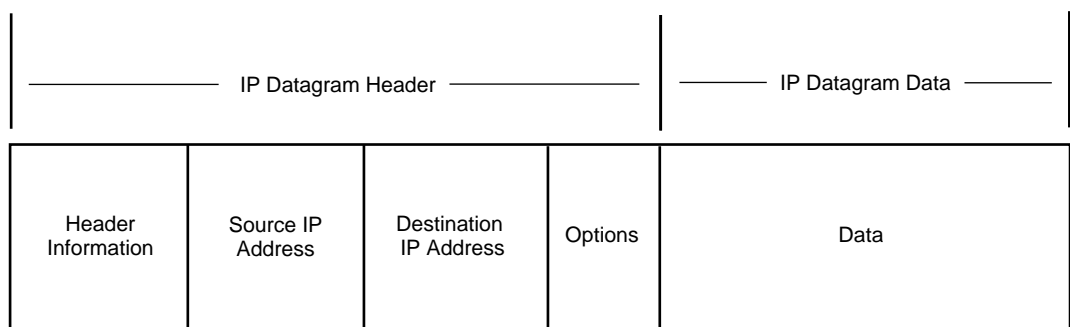 IP Datagram Header
IP Datagram Data
Header
Information
Source IP
Address
Destination
IP Address
Options
Data